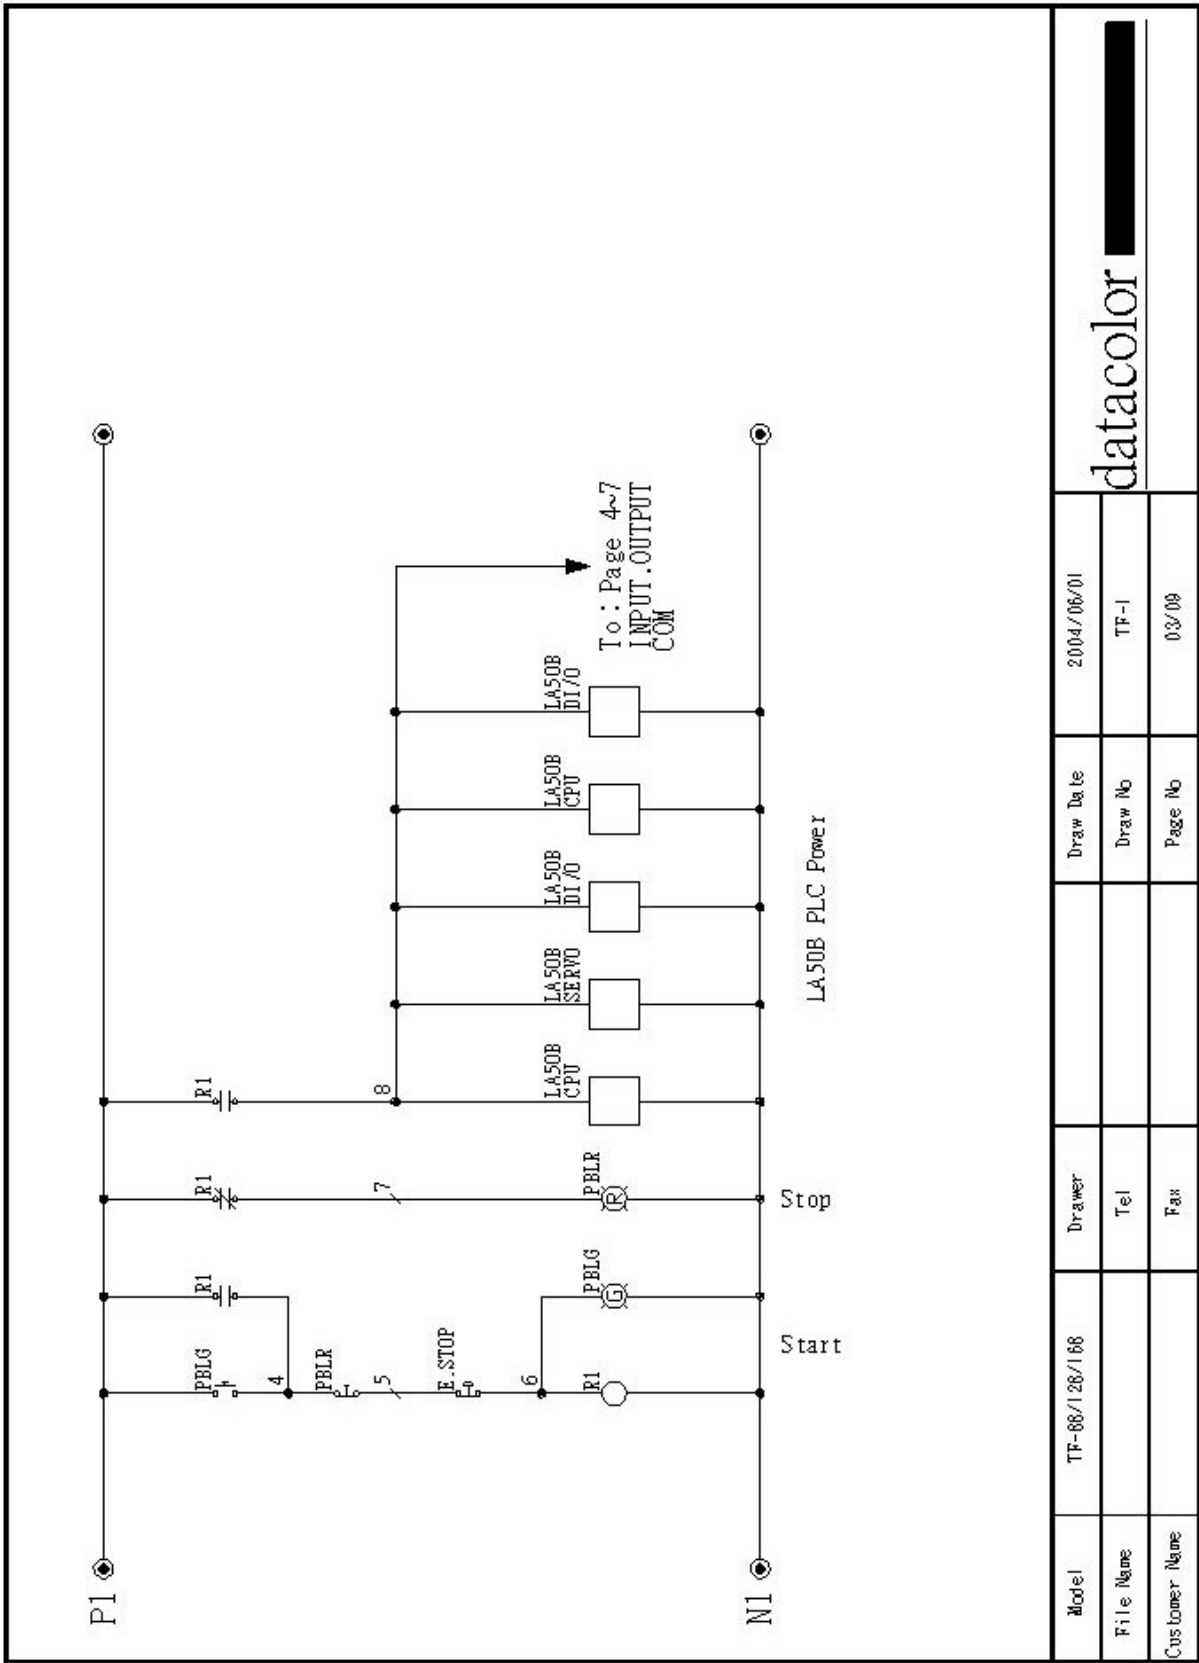 P1
PBLG
R1
R1
R1
4
PBLR
5
E.STOP
6
7
8
R1
PBLG
G
PBLR
R
LA50B
CPU
LA50B
SERVO
LA50B
DI/O
LA50B
CPU
LA50B
DI/O
To:Page 4~7
INPUT.OUTPUT
COM
N1
Start
Stop
LA50B PLC Power
Model
TF-68/128/168
Drawer
Draw Date
2004/06/01
datacolor
File Name
Tel
Draw No
TF-1
Customer Name
Fax
Page No
03/09